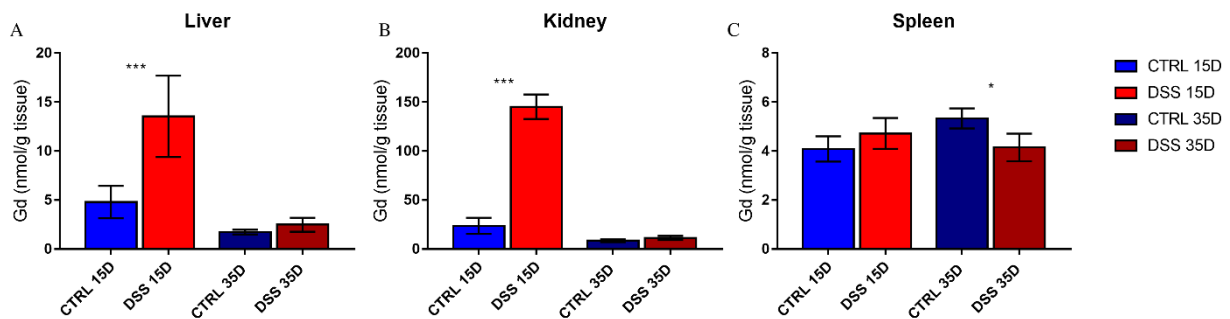 A
Liver
Gd (nmol/g tissue)
20
15
10
5
0
***
CTRL 15D
DSS 15D
CTRL 35D
DSS 35D
B
Kidney
Gd (nmol/g tissue)
200
150
100
50
0
***
CTRL 15D
DSS 15D
CTRL 35D
DSS 35D
C
Spleen
Gd (nmol/g tissue)
8
6
4
2
0
*
CTRL 15D
DSS 15D
CTRL 35D
DSS 35D
CTRL 15D
DSS 15D
CTRL 35D
DSS 35D